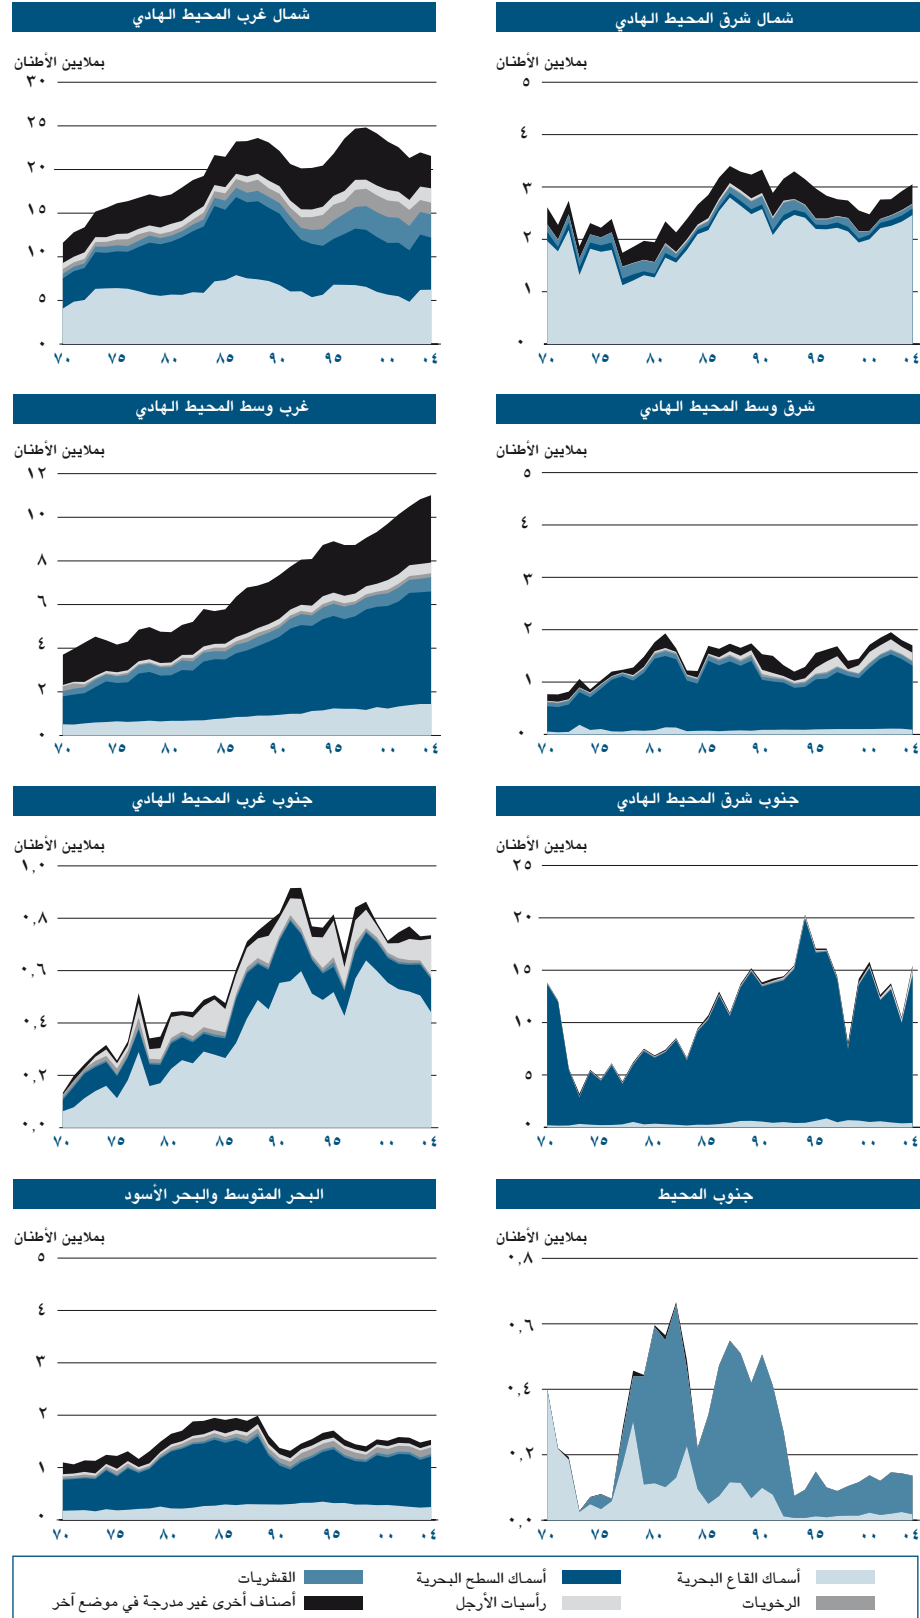 شمال غرب المحيط الهادي
بملايين الأطنان
٣٠
٢٥
٢٠
١٥
١٠
٥
٠
٧٠ ٧٥ ٨٠ ٨٥ ٩٠ ٩٥ ٠٠ ٠٤
شمال شرق المحيط الهادي
بملايين الأطنان
٥
٤
٣
٢
١
٠
٧٠ ٧٥ ٨٠ ٨٥ ٩٠ ٩٥ ٠٠ ٠٤
غرب وسط المحيط الهادي
بملايين الأطنان
١٢
١٠
٨
٦
٤
٢
٠
٧٠ ٧٥ ٨٠ ٨٥ ٩٠ ٩٥ ٠٠ ٠٤
شرق وسط المحيط الهادي
بملايين الأطنان
٥
٤
٣
٢
١
٠
٧٠ ٧٥ ٨٠ ٨٥ ٩٠ ٩٥ ٠٠ ٠٤
جنوب غرب المحيط الهادي
بملايين الأطنان
١,٠
٠,٨
٠,٦
٠,٤
٠,٢
٠,٠
٧٠ ٧٥ ٨٠ ٨٥ ٩٠ ٩٥ ٠٠ ٠٤
جنوب شرق المحيط الهادي
بملايين الأطنان
٢٥
٢٠
١٥
١٠
٥
٠
٧٠ ٧٥ ٨٠ ٨٥ ٩٠ ٩٥ ٠٠ ٠٤
البحر المتوسط والبحر الأسود
بملايين الأطنان
٥
٤
٣
٢
١
٠
٧٠ ٧٥ ٨٠ ٨٥ ٩٠ ٩٥ ٠٠ ٠٤
جنوب المحيط
بملايين الأطنان
٠,٨
٠,٦
٠,٤
٠,٢
٠,٠
٧٠ ٧٥ ٨٠ ٨٥ ٩٠ ٩٥ ٠٠ ٠٤
أسماك القاع البحرية أسماك السطح البحرية القشريات
الرخويات رأسيات الأرجل أصناف أخرى غير مدرجة في موضع آخر